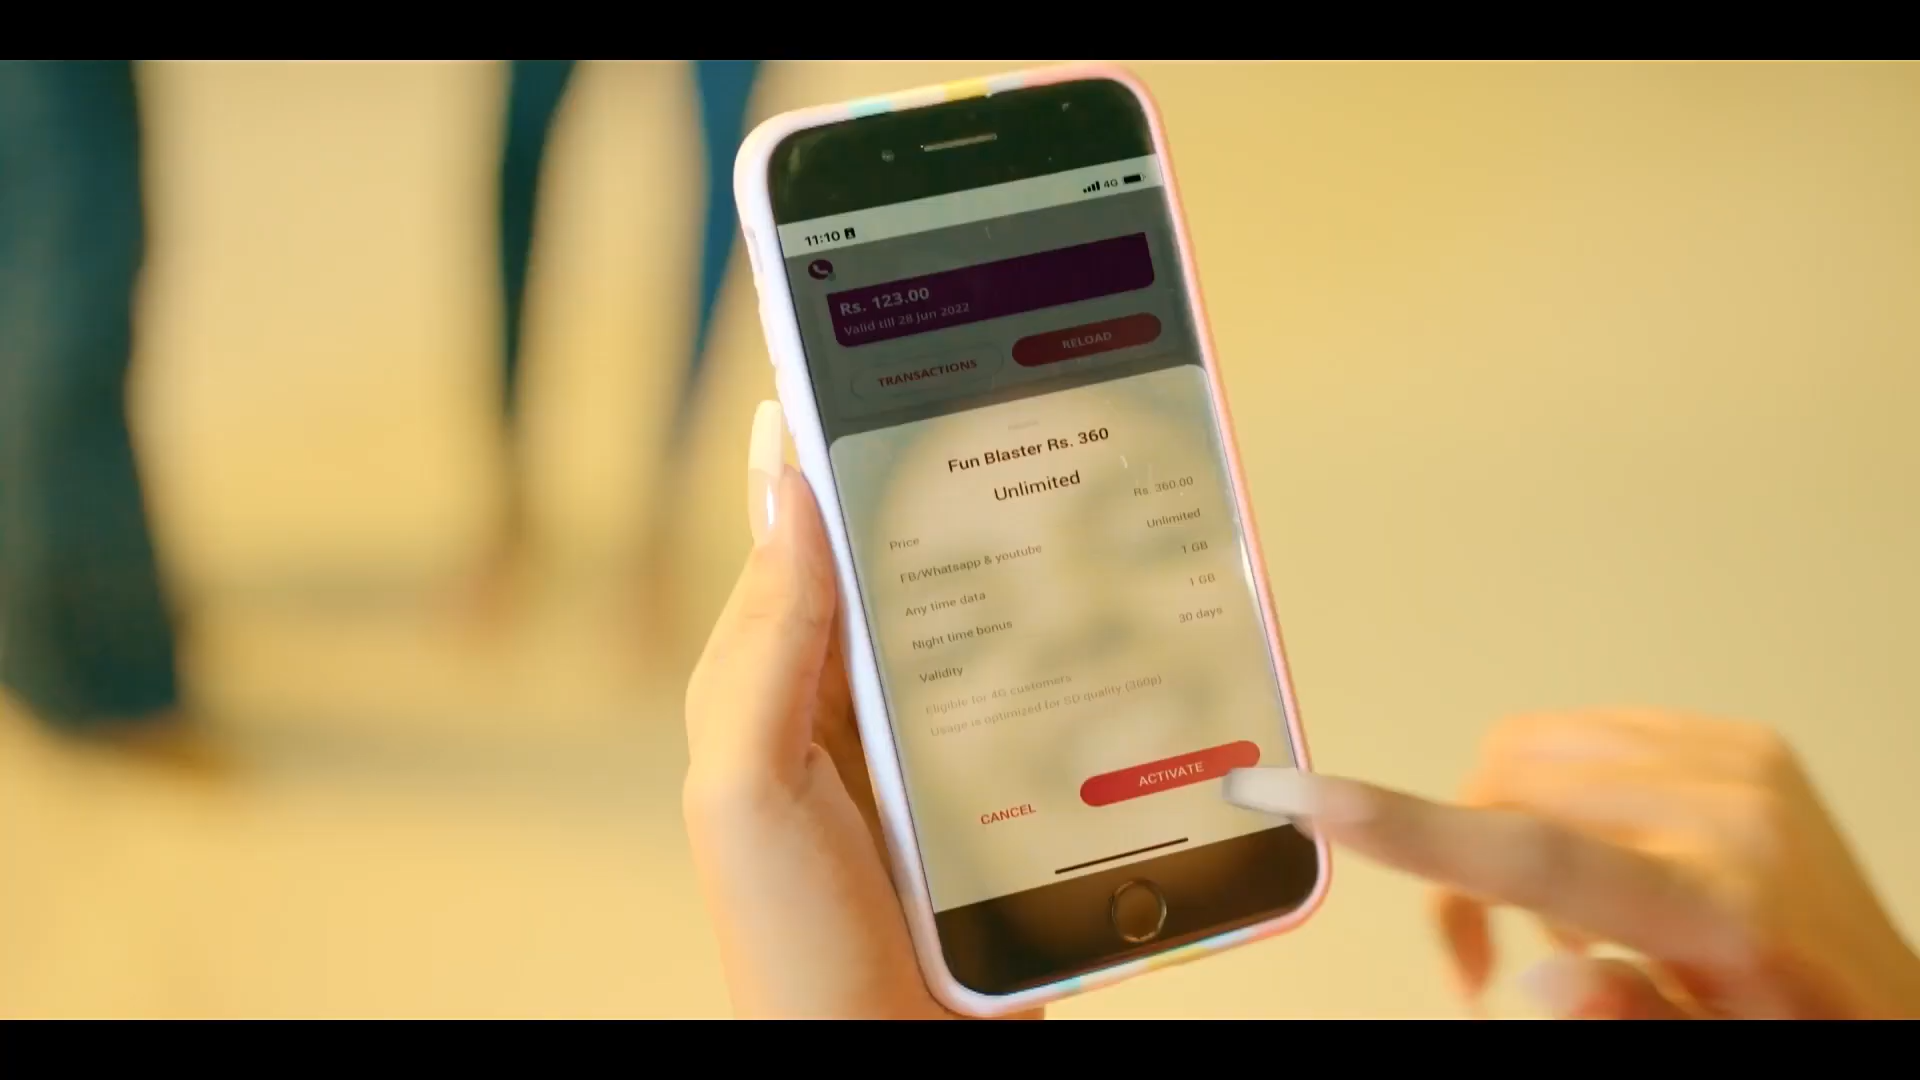 11:10
4G
Rs. 123.00
Valid till 28 Jun 2022
TRANSACTIONS
RELOAD
Fun Blaster Rs. 360
Unlimited
Price
Rs. 360.00
FB/Whatsapp & youtube
Unlimited
Any time data
1 GB
Night time bonus
1 GB
Validity
30 days
Eligible for 4G customers
Usage is optimized for SD quality (360p)
CANCEL
ACTIVATE